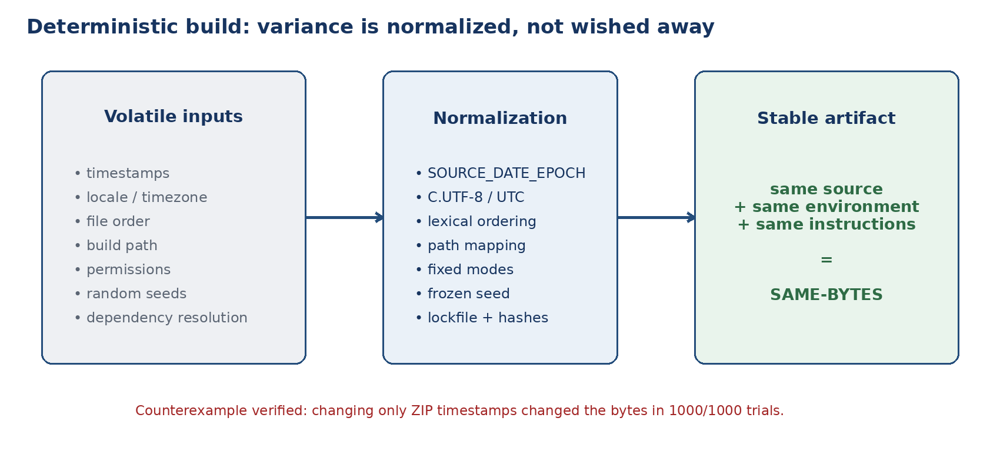 Deterministic build: variance is normalized, not wished away
Volatile inputs
• timestamps
• locale / timezone
• file order
• build path
• permissions
• random seeds
• dependency resolution
Normalization
• SOURCE_DATE_EPOCH
• C.UTF-8 / UTC
• lexical ordering
• path mapping
• fixed modes
• frozen seed
• lockfile + hashes
Stable artifact
same source
+ same environment
+ same instructions
=
SAME-BYTES
Counterexample verified: changing only ZIP timestamps changed the bytes in 1000/1000 trials.